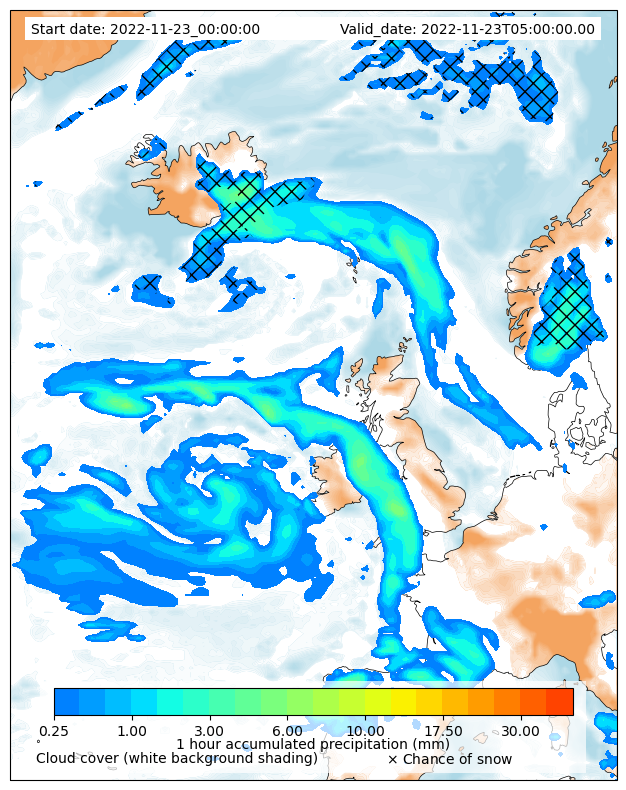 Start date: 2022-11-23_00:00:00 Valid_date: 2022-11-23T05:00:00.00
0.25 1.00 3.00 6.00 10.00 17.50 30.00
1 hour accumulated precipitation (mm)
Cloud cover (white background shading) × Chance of snow